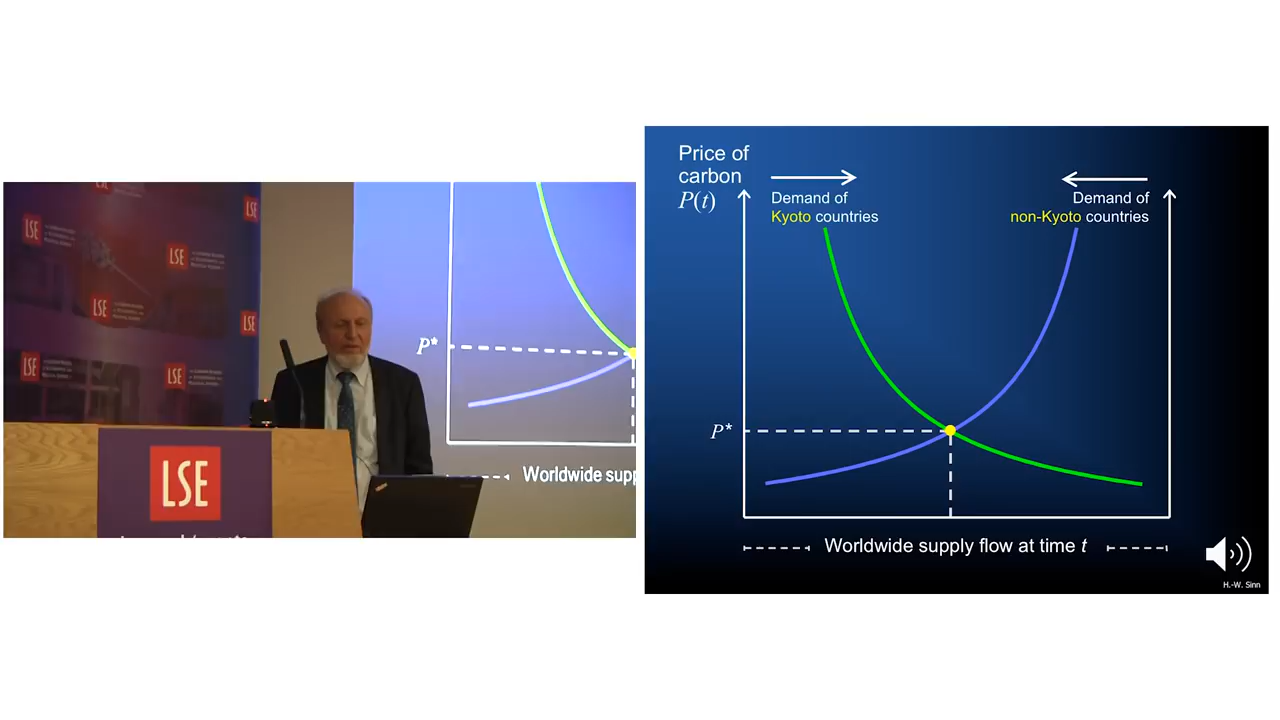 LSE
LSE
LSE
LSE
LSE
LSE
LSE
P*
Worldwide supp
LSE
Price of
carbon
P(t)
Demand of
Kyoto countries
Demand of
non-Kyoto countries
P*
Worldwide supply flow at time t
H.-W. Sinn